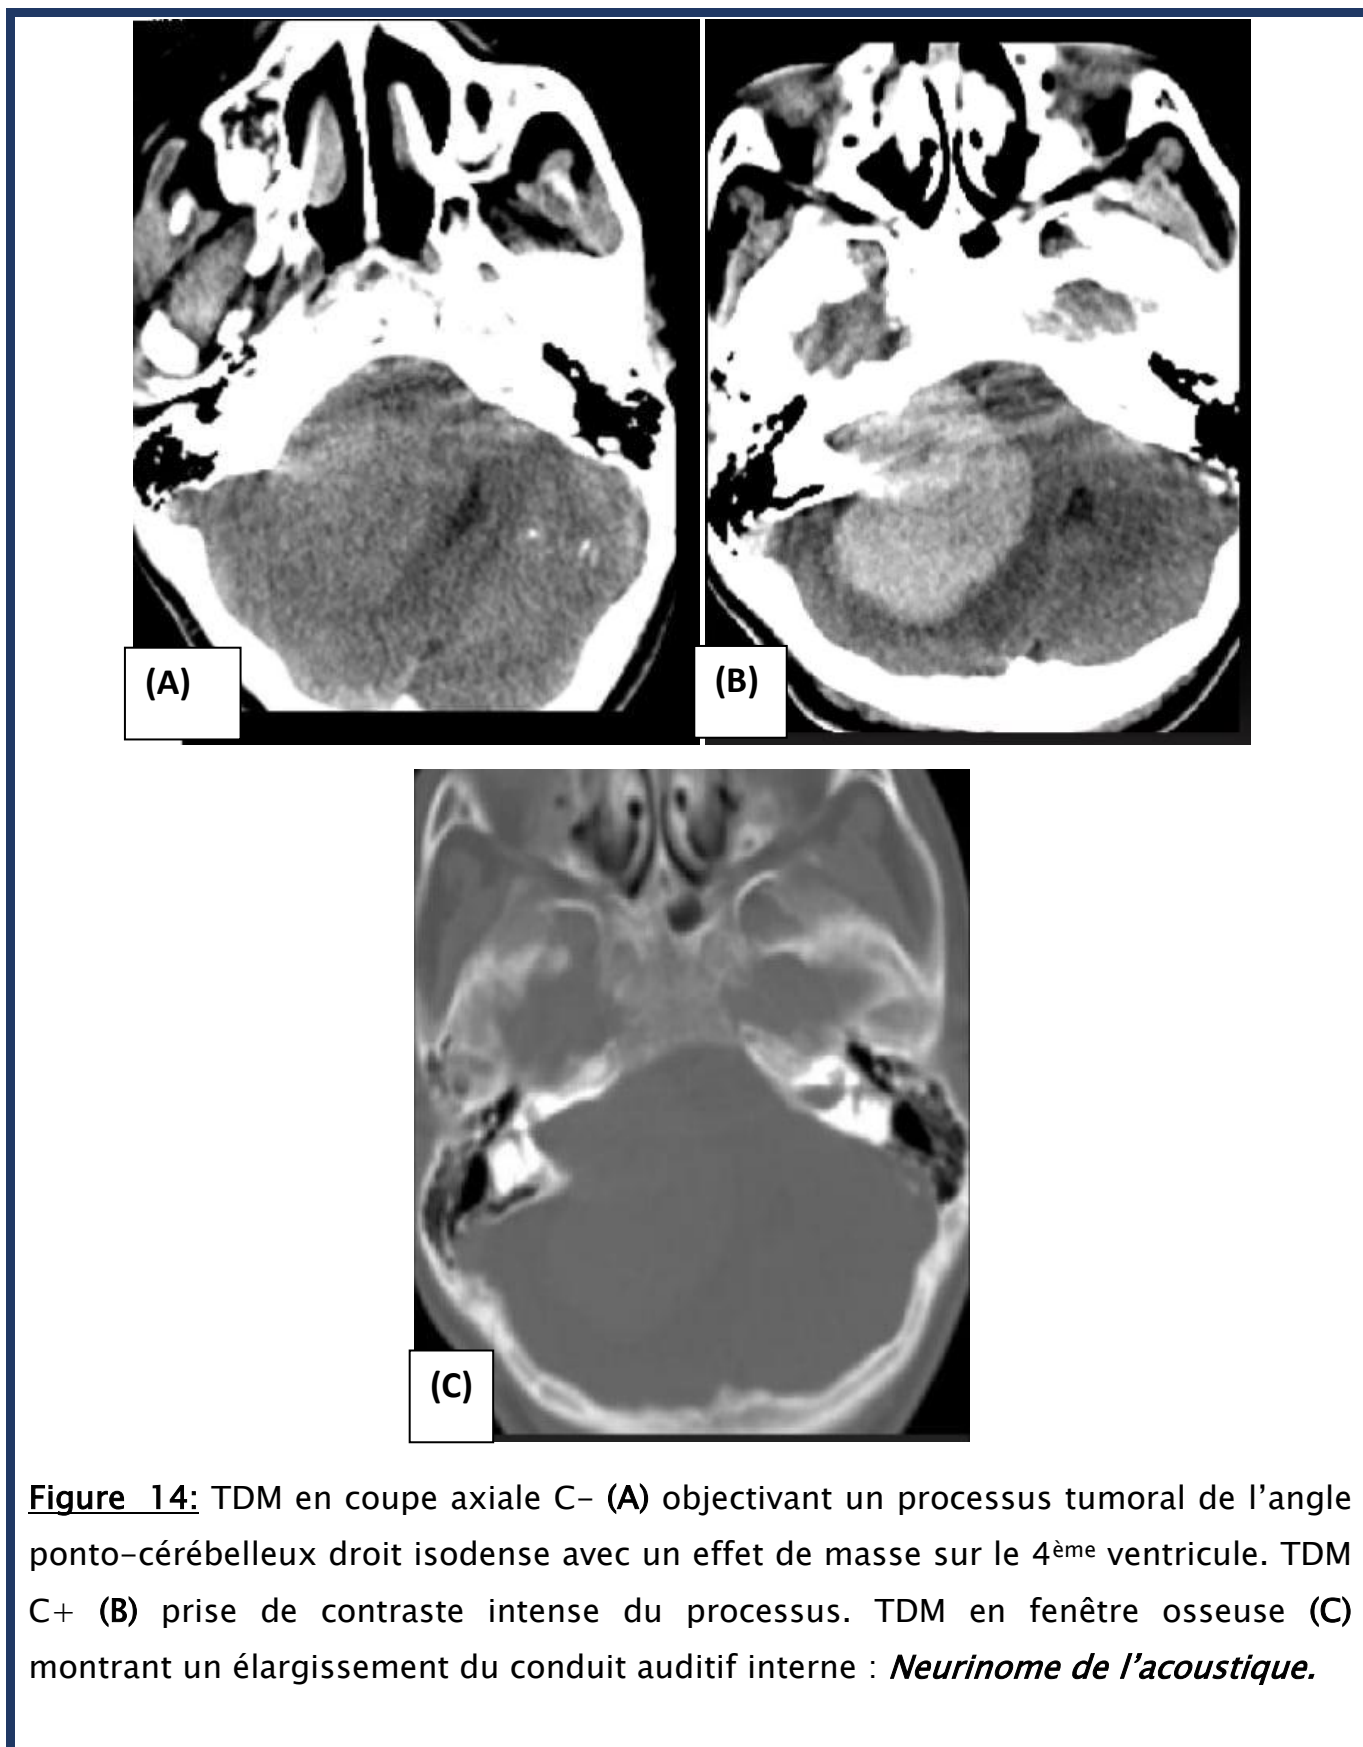 (A)
(B)
(C)
Figure 14: TDM en coupe axiale C- (A) objectivant un processus tumoral de l’angle
ponto-cérébelleux droit isodense avec un effet de masse sur le 4ème ventricule. TDM
C+ (B) prise de contraste intense du processus. TDM en fenêtre osseuse (C)
montrant un élargissement du conduit auditif interne : Neurinome de l’acoustique.